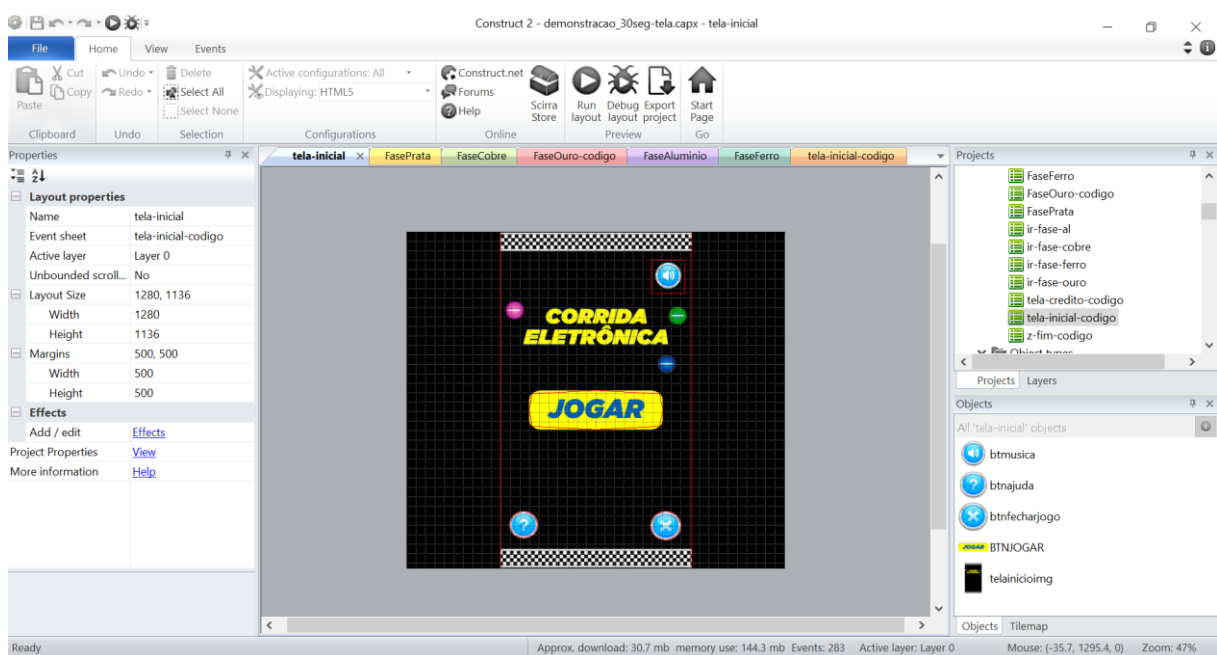 Construct 2 - demonstracao_30seg-tela.capx - tela-inicial
File Home View Events
Cut
Copy
Paste
Clipboard
Undo
Redo
Undo
Delete
Select All
Select None
Selection
Active configurations: All
Displaying: HTML5
Configurations
Construct.net
Forums
Help
Scirra Store
Online
Run layout
Debug layout
Export project
Preview
Start Page
Go
Properties
Layout properties
Name tela-inicial
Event sheet tela-inicial-codigo
Active layer Layer 0
Unbounded scroll... No
Layout Size 1280, 1136
Width 1280
Height 1136
Margins 500, 500
Width 500
Height 500
Effects
Add / edit Effects
Project Properties View
More information Help
tela-inicial FasePrata FaseCobre FaseOuro-codigo FaseAluminio FaseFerro tela-inicial-codigo
CORRIDA
ELETRÔNICA
JOGAR
?
Projects
FaseFerro
FaseOuro-codigo
FasePrata
ir-fase-al
ir-fase-cobre
ir-fase-ferro
ir-fase-ouro
tela-credito-codigo
tela-inicial-codigo
z-fim-codigo
Object types
Projects Layers
Objects
All 'tela-inicial' objects
btmusica
? btnajuda
btnfecharjogo
JOGAR BTNJOGAR
telainicioimg
Objects Tilemap
Ready Approx. download: 30.7 mb memory use: 144.3 mb Events: 283 Active layer: Layer 0 Mouse: (-35.7, 1295.4, 0) Zoom: 47%